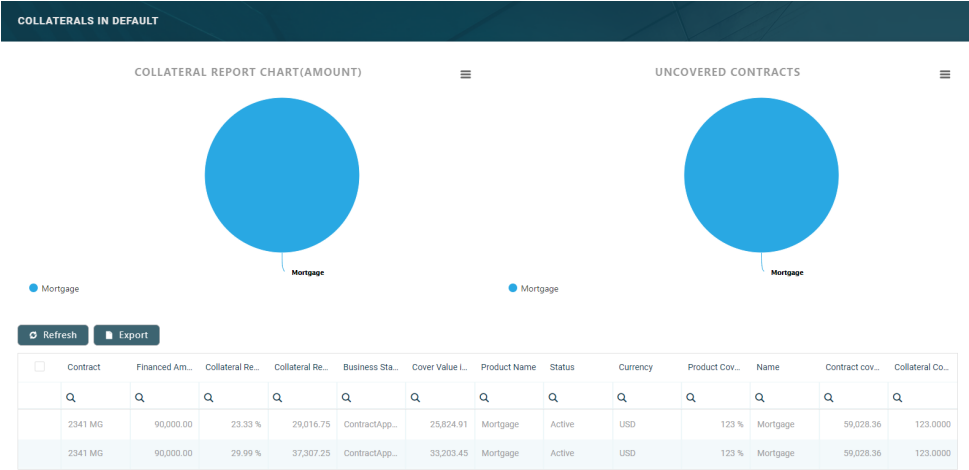 COLLATERALS IN DEFAULT
COLLATERAL REPORT CHART(AMOUNT)
UNCOVERED CONTRACTS
Mortgage
Mortgage
Mortgage
Mortgage
Refresh Export
Contract Financed Am... Collateral Re... Collateral Re... Business Sta... Cover Value i... Product Name Status Currency Product Cov... Name Contract cov... Collateral Co...
2341 MG 90,000.00 23.33 % 29,016.75 ContractApp... 25,824.91 Mortgage Active USD 123 % Mortgage 59,028.36 123.0000
2341 MG 90,000.00 29.99 % 37,307.25 ContractApp... 33,203.45 Mortgage Active USD 123 % Mortgage 59,028.36 123.0000